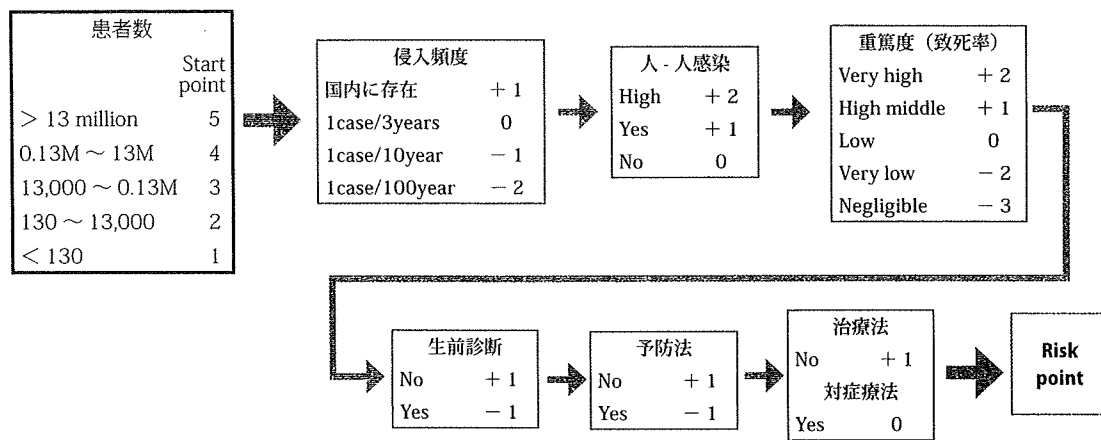 患者数
Start
point
> 13 million 5
0.13M ～ 13M 4
13,000 ～ 0.13M 3
130 ～ 13,000 2
< 130 1
侵入頻度
国内に存在 + 1
1case/3years 0
1case/10year － 1
1case/100year － 2
人 - 人感染
High + 2
Yes + 1
No 0
重篤度（致死率）
Very high + 2
High middle + 1
Low 0
Very low － 2
Negligible － 3
生前診断
No + 1
Yes － 1
予防法
No + 1
Yes － 1
治療法
No + 1
対症療法
Yes 0
Risk
point